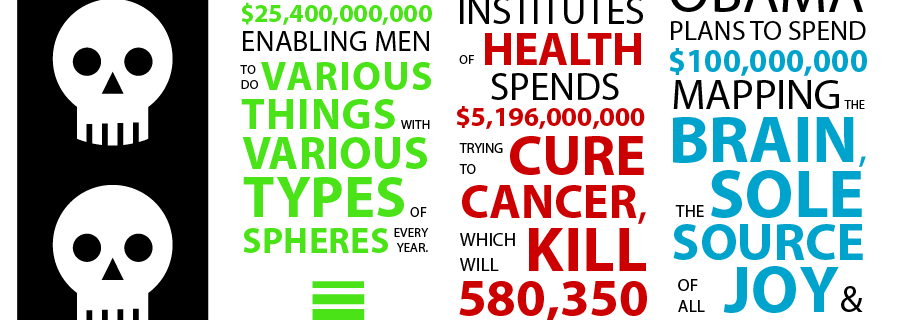 $25,400,000,000
ENABLING MEN
TO DO VARIOUS
THINGS WITH
VARIOUS
TYPES OF
SPHERES EVERY YEAR.
INSTITUTES
OF HEALTH
SPENDS
$5,196,000,000
TRYING TO CURE
CANCER,
WHICH WILL KILL
580,350
OBAMA
PLANS TO SPEND
$100,000,000
MAPPING THE
BRAIN,
THE SOLE
SOURCE
OF ALL JOY &